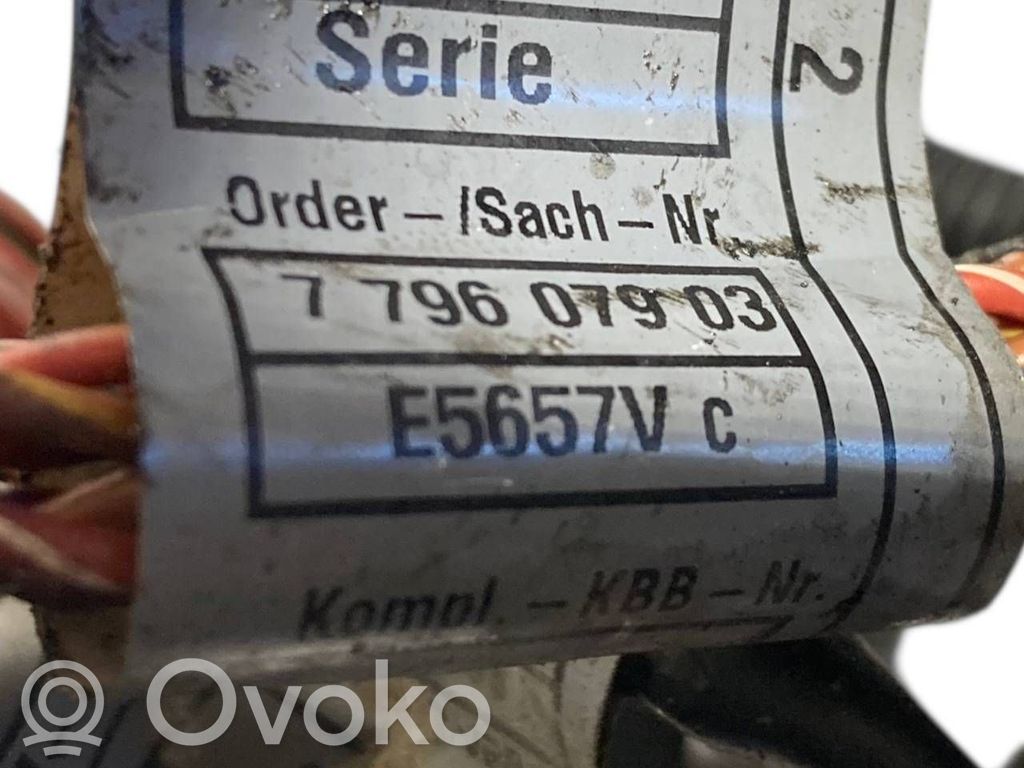 Serie
2
Order-/Sach-Nr.
7 796 079 03
E5657V C
Kompl.-KBB-Nr.
Ovoko